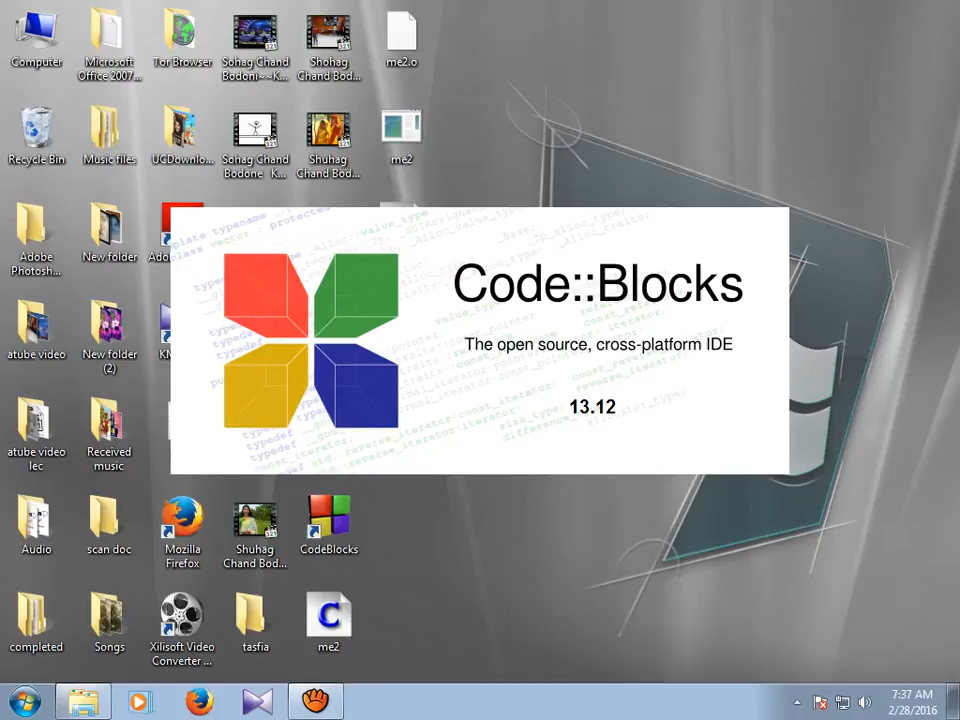 Computer
Microsoft
Office 2007...
Tor Browser
Sohag Chand
Bodoni~~K...
Shohag
Chand Bod...
me2.o
Recycle Bin
Music files
UCDownlo...
Sohag Chand
Bodone K...
Shuhag
Chand Bod...
me2
Adobe
Photosh...
New folder
Code::Blocks
The open source, cross-platform IDE
13.12
atube video
New folder
(2)
atube video
lec
Received
music
Audio
scan doc
Mozilla
Firefox
Shuhag
Chand Bod...
CodeBlocks
completed
Songs
Xilisoft Video
Converter ...
tasfia
C
me2
7:37 AM
2/28/2016